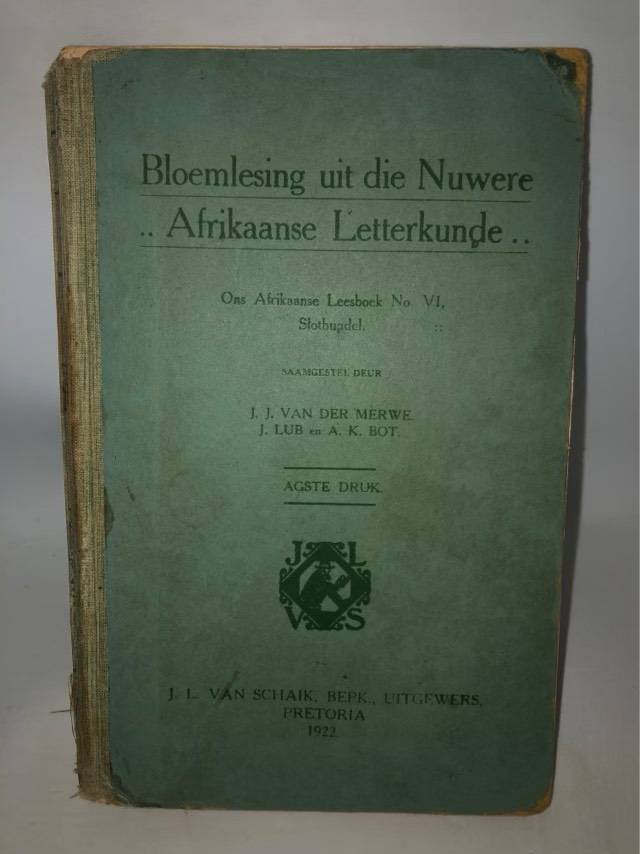 Bloemlesing uit die Nuwere
.. Afrikaanse Letterkunde ..
Ons Afrikaanse Leesboek No. VI,
Slotbundel. ::
SAAMGESTEL DEUR
J. J. VAN DER MERWE.
J. LUB en A. K. BOT.
AGSTE DRUK.
J L
V S
J. L. VAN SCHAIK, BEPK., UITGEWERS,
PRETORIA
1922